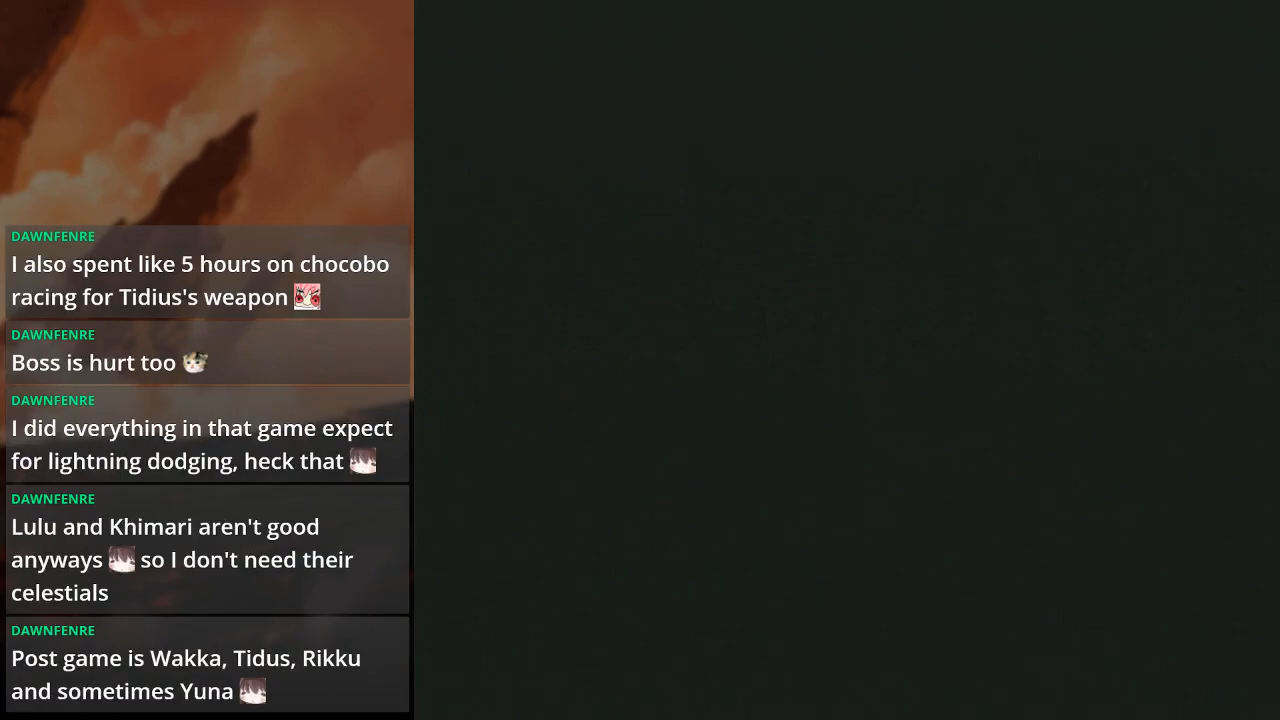 DAWNFENRE
I also spent like 5 hours on chocobo
racing for Tidius's weapon
DAWNFENRE
Boss is hurt too
DAWNFENRE
I did everything in that game expect
for lightning dodging, heck that
DAWNFENRE
Lulu and Khimari aren't good
anyways so I don't need their
celestials
DAWNFENRE
Post game is Wakka, Tidus, Rikku
and sometimes Yuna